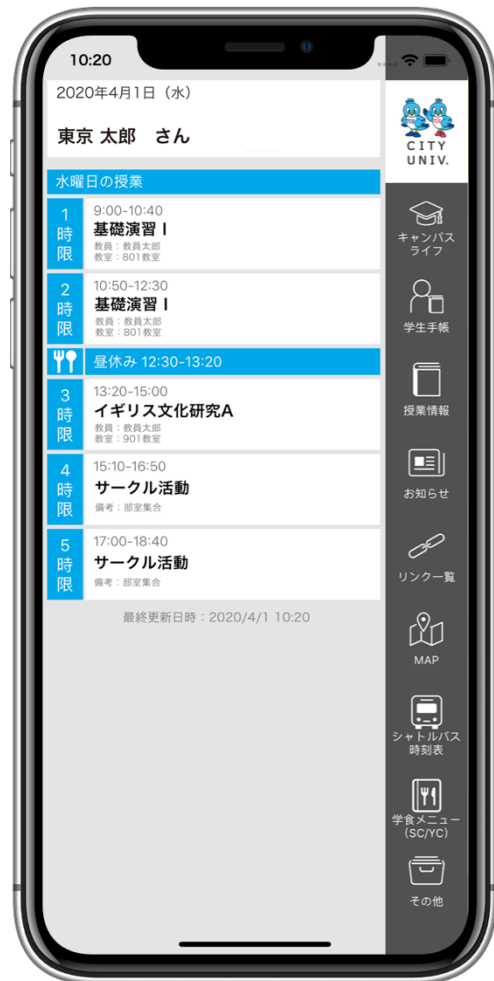 10:20
2020年4月1日（水）
東京 太郎　さん
水曜日の授業
1時限
9:00-10:40
基礎演習Ⅰ
教員：教員太郎
教室：801教室
2時限
10:50-12:30
基礎演習Ⅰ
教員：教員太郎
教室：801教室
昼休み 12:30-13:20
3時限
13:20-15:00
イギリス文化研究A
教員：教員太郎
教室：901教室
4時限
15:10-16:50
サークル活動
備考：部室集合
5時限
17:00-18:40
サークル活動
備考：部室集合
最終更新日時：2020/4/1 10:20
CITY
UNIV.
キャンパス
ライフ
学生手帳
授業情報
お知らせ
リンク一覧
MAP
シャトルバス
時刻表
学食メニュー
(SC/YC)
その他